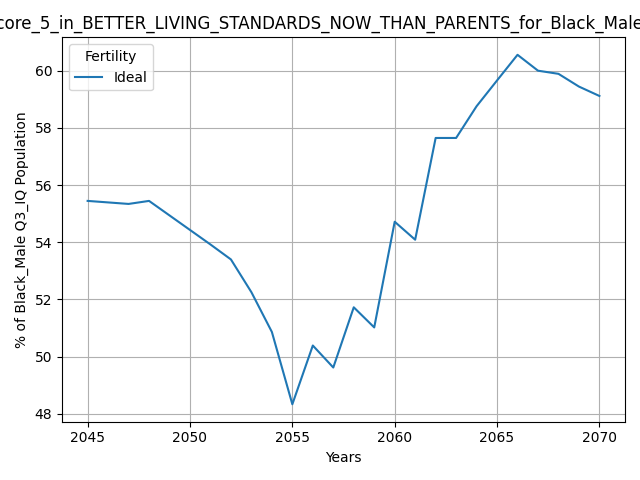 core_5_in_BETTER_LIVING_STANDARDS_NOW_THAN_PARENTS_for_Black_Male
Fertility
Ideal
% of Black_Male Q3_IQ Population
60
58
56
54
52
50
48
2045 2050 2055 2060 2065 2070
Years